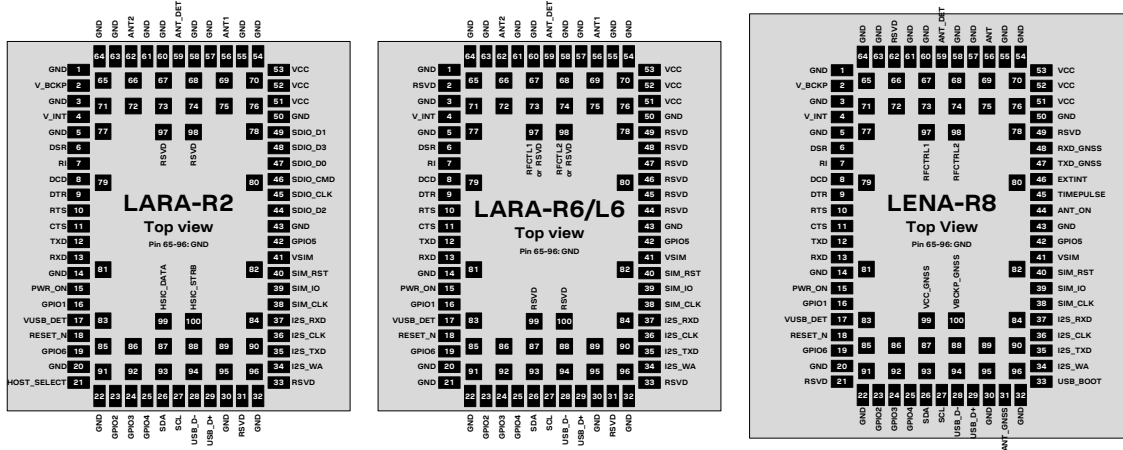 GND GND ANT2 GND GND ANT_DET GND GND ANT1 GND GND
64 63 62 61 60 59 58 57 56 55 54
GND 1 53 VCC
V_BCKP 2 65 66 67 68 69 70 52 VCC
GND 3 71 72 73 74 75 76 51 VCC
V_INT 4 50 GND
GND 5 77 97 98 78 49 SDIO_D1
RSVD RSVD
DSR 6 48 SDIO_D3
RI 7 47 SDIO_D0
DCD 8 79 80 46 SDIO_CMD
DTR 9 45 SDIO_CLK
LARA-R2
RTS 10 44 SDIO_D2
Top view
CTS 11 43 GND
Pin 65-96: GND
TXD 12 42 GPIO5
RXD 13 41 VSIM
GND 14 81 82 40 SIM_RST
HSIC_DATA HSIC_STRB
PWR_ON 15 39 SIM_IO
GPIO1 16 38 SIM_CLK
VUSB_DET 17 83 99 100 84 37 I2S_RXD
RESET_N 18 36 I2S_CLK
GPIO6 19 85 86 87 88 89 90 35 I2S_TXD
GND 20 91 92 93 94 95 96 34 I2S_WA
HOST_SELECT 21 33 RSVD
22 23 24 25 26 27 28 29 30 31 32
GND GPIO2 GPIO3 GPIO4 SDA SCL USB_D- USB_D+ GND RSVD GND
GND GND ANT2 GND GND ANT_DET GND GND ANT1 GND GND
64 63 62 61 60 59 58 57 56 55 54
GND 1 53 VCC
RSVD 2 65 66 67 68 69 70 52 VCC
GND 3 71 72 73 74 75 76 51 VCC
V_INT 4 50 GND
GND 5 77 97 98 78 49 RSVD
RFCTL1 or RSVD RFCTL2 or RSVD
DSR 6 48 RSVD
RI 7 47 RSVD
DCD 8 79 80 46 RSVD
DTR 9 45 RSVD
LARA-R6/L6
RTS 10 44 RSVD
Top view
CTS 11 43 GND
Pin 65-96: GND
TXD 12 42 GPIO5
RXD 13 41 VSIM
GND 14 81 82 40 SIM_RST
RSVD RSVD
PWR_ON 15 39 SIM_IO
GPIO1 16 38 SIM_CLK
VUSB_DET 17 83 99 100 84 37 I2S_RXD
RESET_N 18 36 I2S_CLK
GPIO6 19 85 86 87 88 89 90 35 I2S_TXD
GND 20 91 92 93 94 95 96 34 I2S_WA
GND 21 33 RSVD
22 23 24 25 26 27 28 29 30 31 32
GND GPIO2 GPIO3 GPIO4 SDA SCL USB_D- USB_D+ GND RSVD GND
GND GND RSVD GND GND ANT_DET GND GND ANT GND GND
64 63 62 61 60 59 58 57 56 55 54
GND 1 53 VCC
V_BCKP 2 65 66 67 68 69 70 52 VCC
GND 3 71 72 73 74 75 76 51 VCC
V_INT 4 50 GND
GND 5 77 97 98 78 49 RSVD
RFCTRL1 RFCTRL2
DSR 6 48 RXD_GNSS
RI 7 47 TXD_GNSS
DCD 8 79 80 46 EXTINT
DTR 9 45 TIMEPULSE
LENA-R8
RTS 10 44 ANT_ON
Top View
CTS 11 43 GND
Pin 65-96: GND
TXD 12 42 GPIO5
RXD 13 41 VSIM
GND 14 81 82 40 SIM_RST
VCC_GNSS VBCKP_GNSS
PWR_ON 15 39 SIM_IO
GPIO1 16 38 SIM_CLK
VUSB_DET 17 83 99 100 84 37 I2S_RXD
RESET_N 18 36 I2S_CLK
GPIO6 19 85 86 87 88 89 90 35 I2S_TXD
GND 20 91 92 93 94 95 96 34 I2S_WA
RSVD 21 33 USB_BOOT
22 23 24 25 26 27 28 29 30 31 32
GND GPIO2 GPIO3 GPIO4 SDA SCL USB_D- USB_D+ GND ANT_GNSS GND